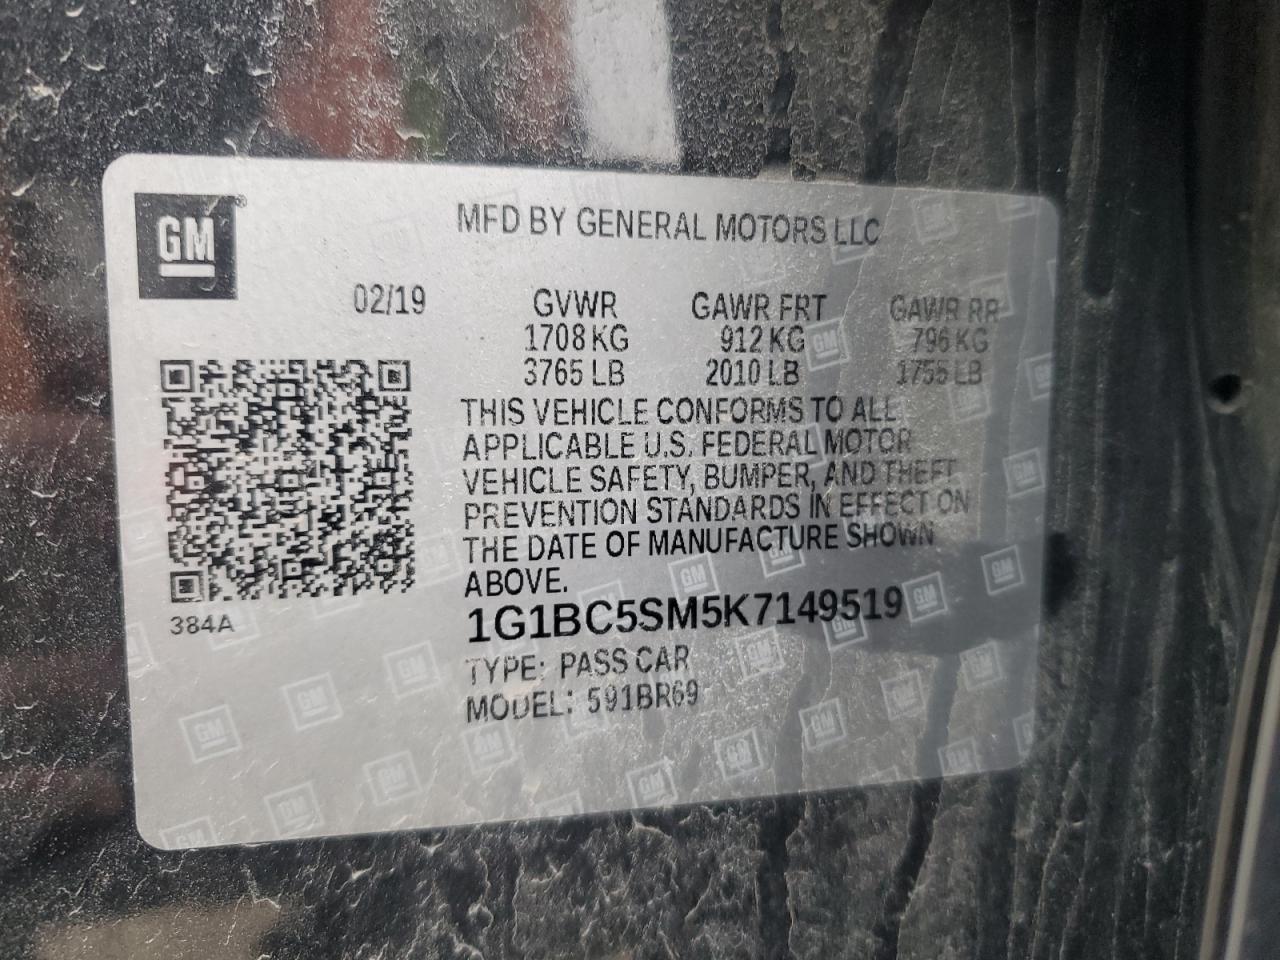 GM ®
MFD BY GENERAL MOTORS LLC
02/19 GVWR GAWR FRT GAWR RR
1708 KG 912 KG 796 KG
3765 LB 2010 LB 1755 LB
THIS VEHICLE CONFORMS TO ALL
APPLICABLE U.S. FEDERAL MOTOR
VEHICLE SAFETY, BUMPER, AND THEFT
PREVENTION STANDARDS IN EFFECT ON
THE DATE OF MANUFACTURE SHOWN
ABOVE.
384A
1G1BC5SM5K7149519
TYPE: PASS CAR
MODEL: 591BR69